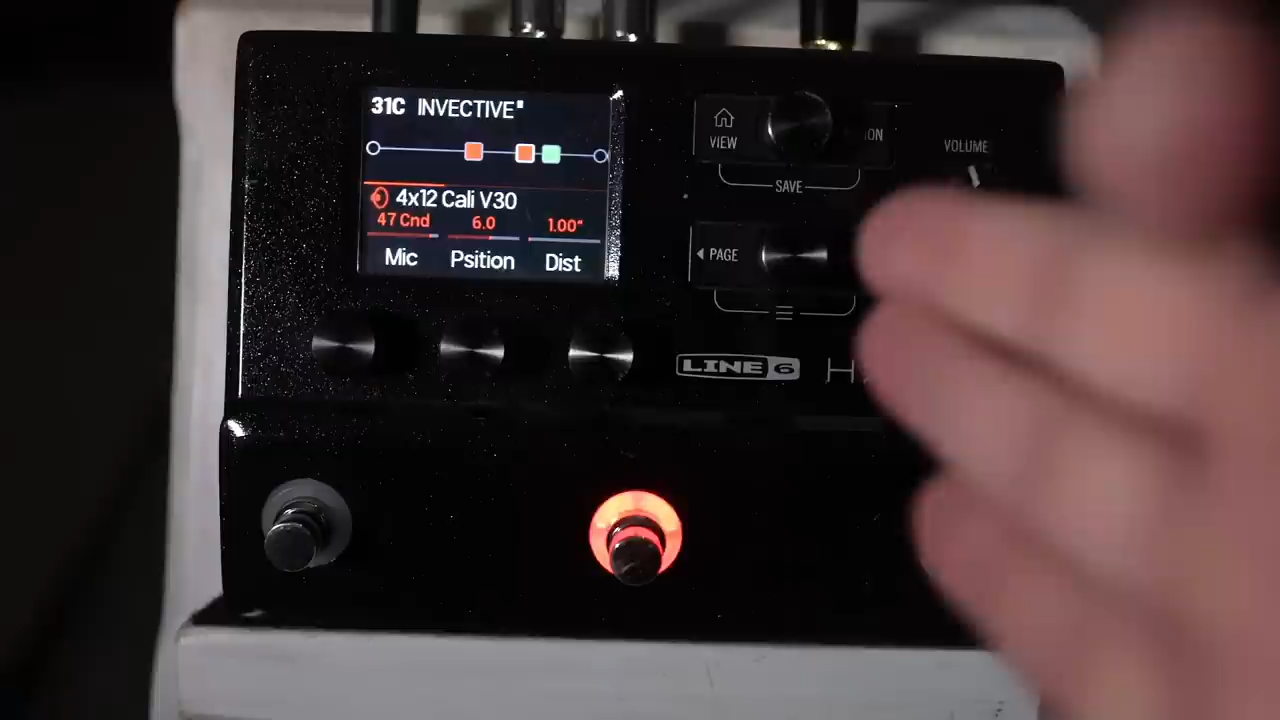 31C INVECTIVE
4x12 Cali V30
47 Cnd 6.0 1.00"
Mic Psition Dist
VIEW
ON
SAVE
VOLUME
PAGE
LINE 6
H